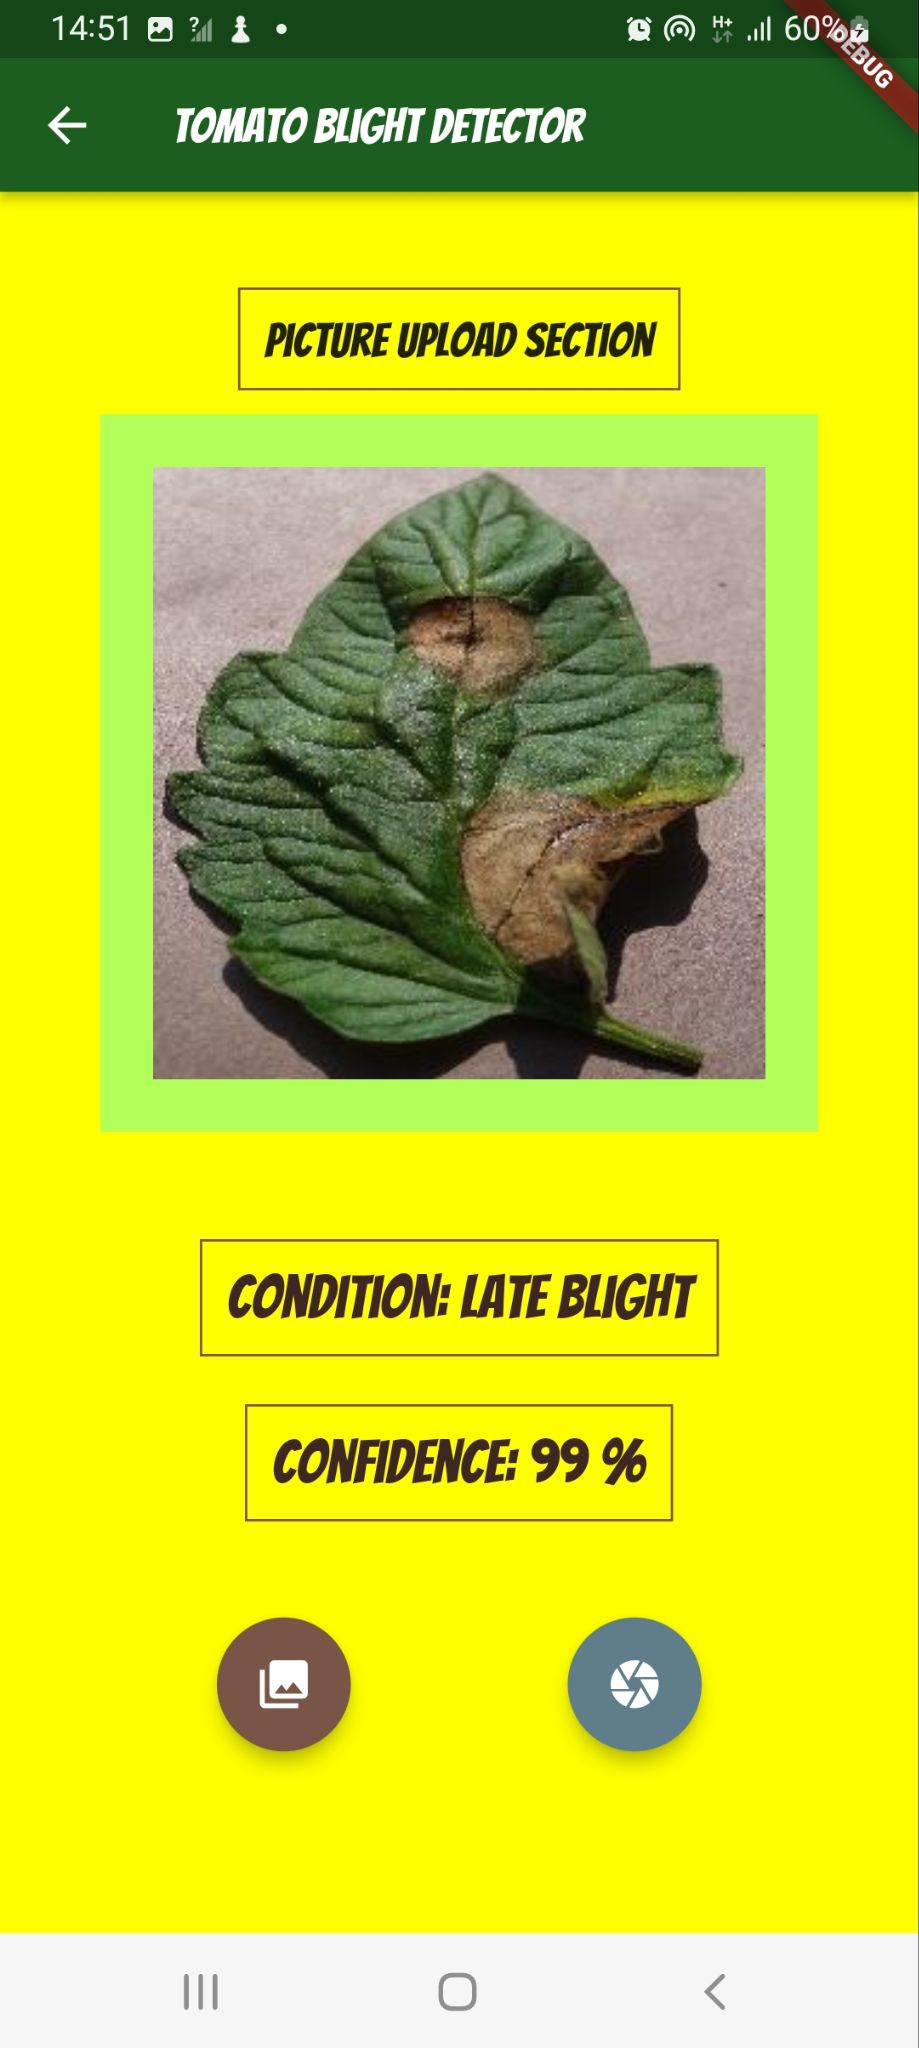 14:51
?
H+
60%
DEBUG
TOMATO BLIGHT DETECTOR
PICTURE UPLOAD SECTION
CONDITION: LATE BLIGHT
CONFIDENCE: 99 %